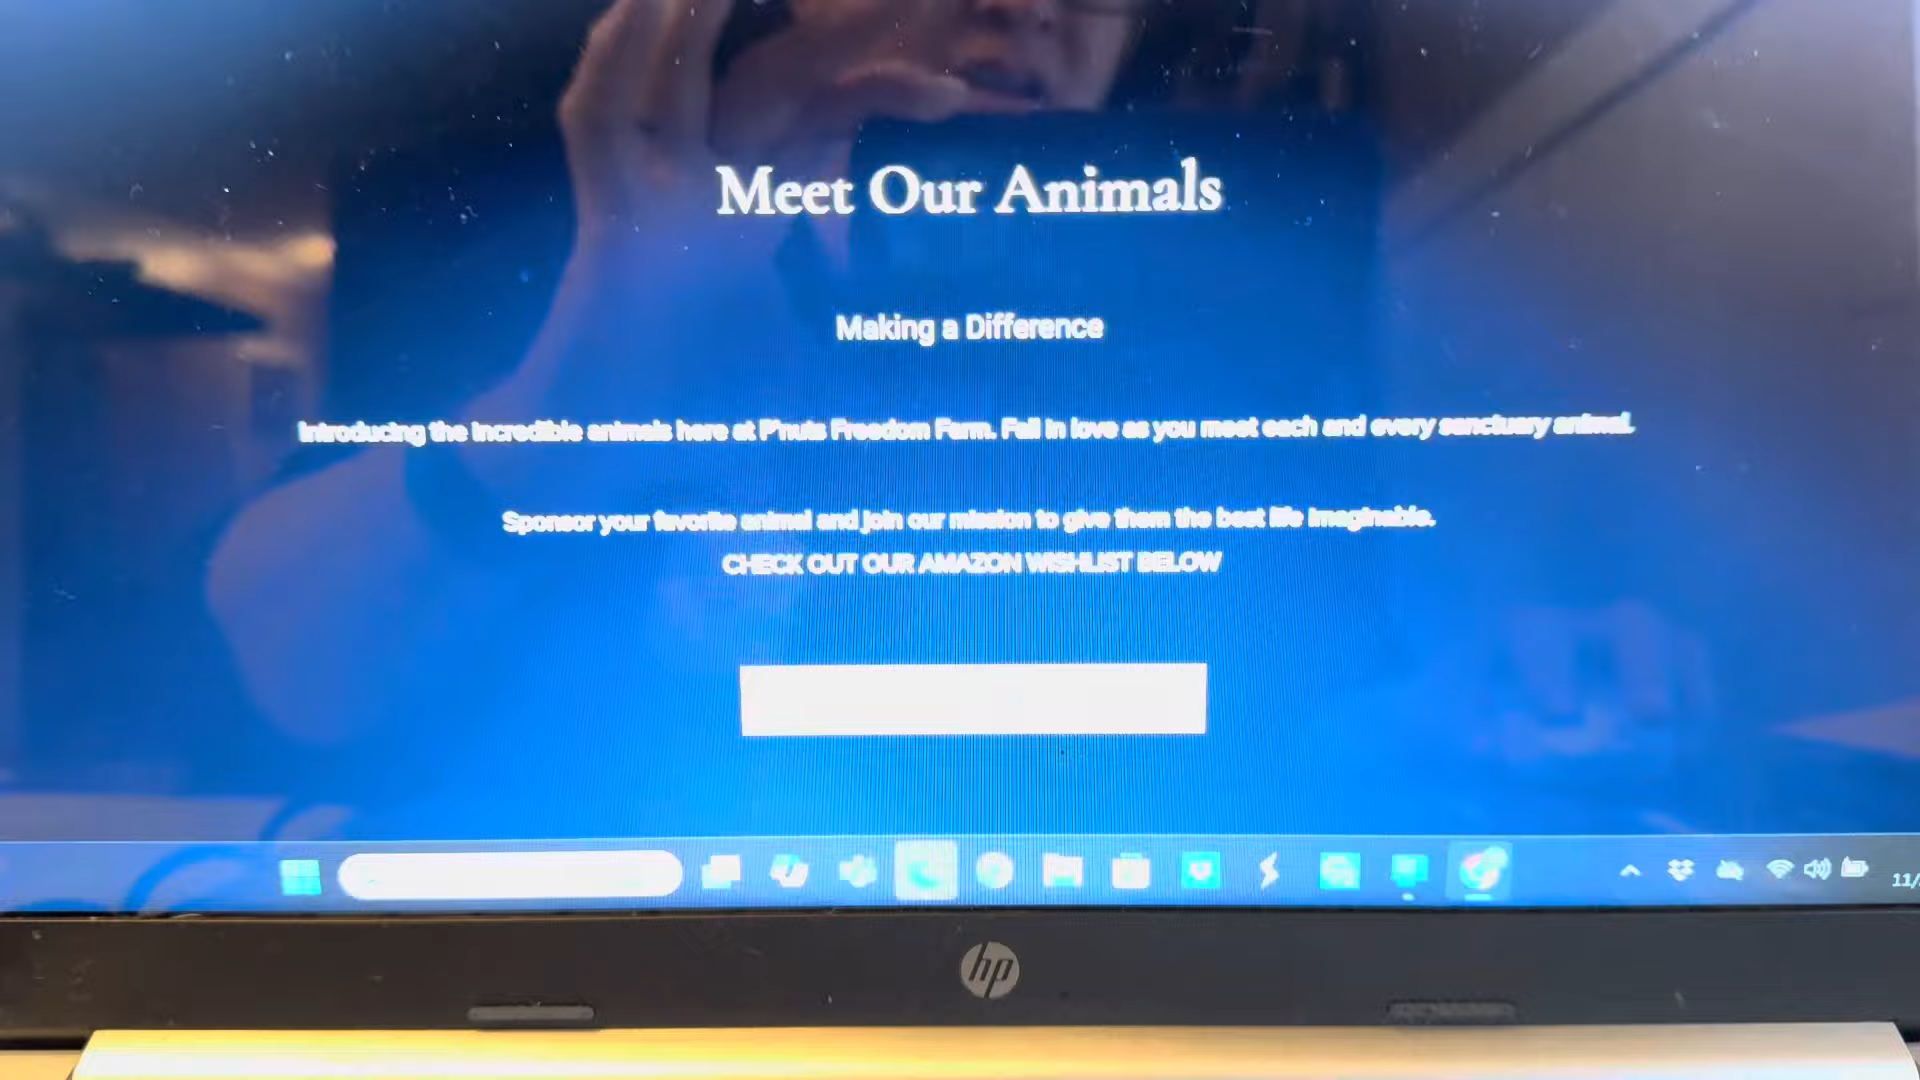 Meet Our Animals
Making a Difference
Introducing the incredible animals here at P'nuts Freedom Farm. Fall in love as you meet each and every sanctuary animal.
Sponsor your favorite animal and join our mission to give them the best life imaginable.
CHECK OUT OUR AMAZON WISHLIST BELOW
11/
hp